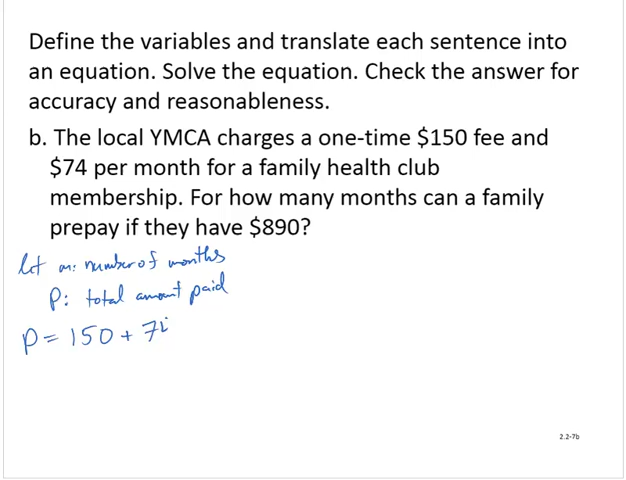 Define the variables and translate each sentence into
an equation. Solve the equation. Check the answer for
accuracy and reasonableness.
b. The local YMCA charges a one-time $150 fee and
$74 per month for a family health club
membership. For how many months can a family
prepay if they have $890?
let m: number of months
P: total amount paid
P = 150 + 7
2.2-7b